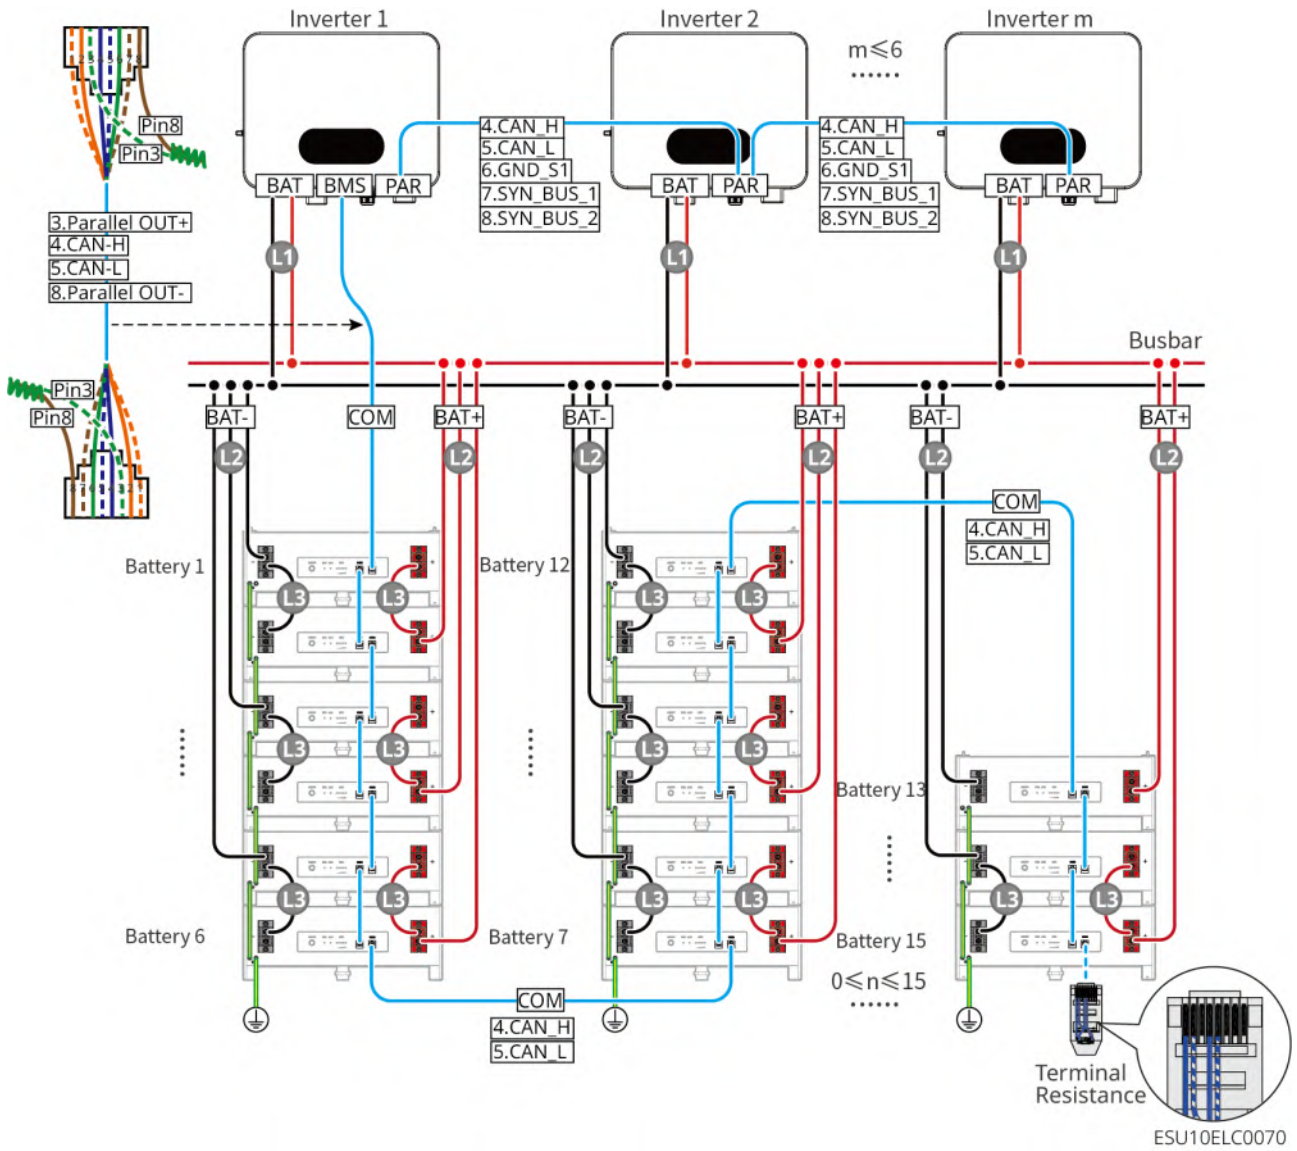 Inverter 1
Inverter 2
Inverter m
m≤6
......
Pin8
Pin3
4.CAN_H
5.CAN_L
6.GND_S1
7.SYN_BUS_1
8.SYN_BUS_2
4.CAN_H
5.CAN_L
6.GND_S1
7.SYN_BUS_1
8.SYN_BUS_2
BAT
BMS
PAR
BAT
PAR
BAT
PAR
3.Parallel OUT+
4.CAN-H
5.CAN-L
8.Parallel OUT-
L1
L1
L1
Busbar
Pin3
Pin8
BAT-
COM
BAT+
BAT-
BAT+
BAT-
BAT+
L2
L2
L2
L2
L2
L2
COM
4.CAN_H
5.CAN_L
Battery 1
Battery 12
L3
L3
L3
L3
L3
L3
L3
L3
Battery 13
L3
L3
L3
L3
L3
L3
Battery 6
Battery 7
Battery 15
0≤n≤15
......
COM
4.CAN_H
5.CAN_L
Terminal
Resistance
ESU10ELC0070